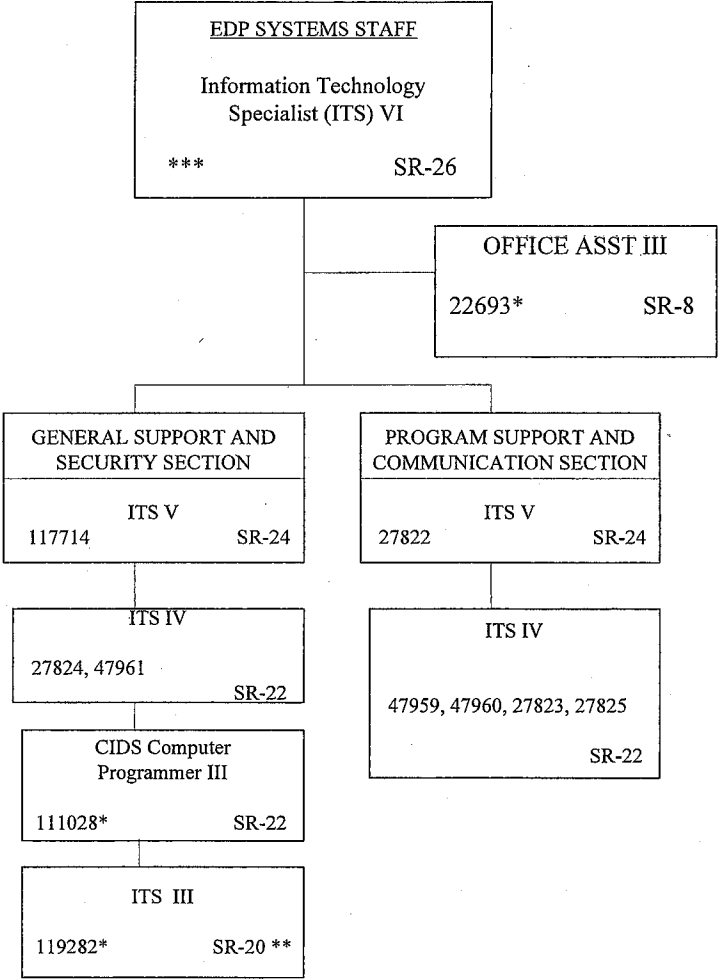 EDP SYSTEMS STAFF
Information Technology
Specialist (ITS) VI
*** SR-26
OFFICE ASST III
22693* SR-8
GENERAL SUPPORT AND
SECURITY SECTION
ITS V
117714 SR-24
PROGRAM SUPPORT AND
COMMUNICATION SECTION
ITS V
27822 SR-24
ITS IV
27824, 47961
SR-22
ITS IV
47959, 47960, 27823, 27825
SR-22
CIDS Computer
Programmer III
111028* SR-22
ITS III
119282* SR-20 **